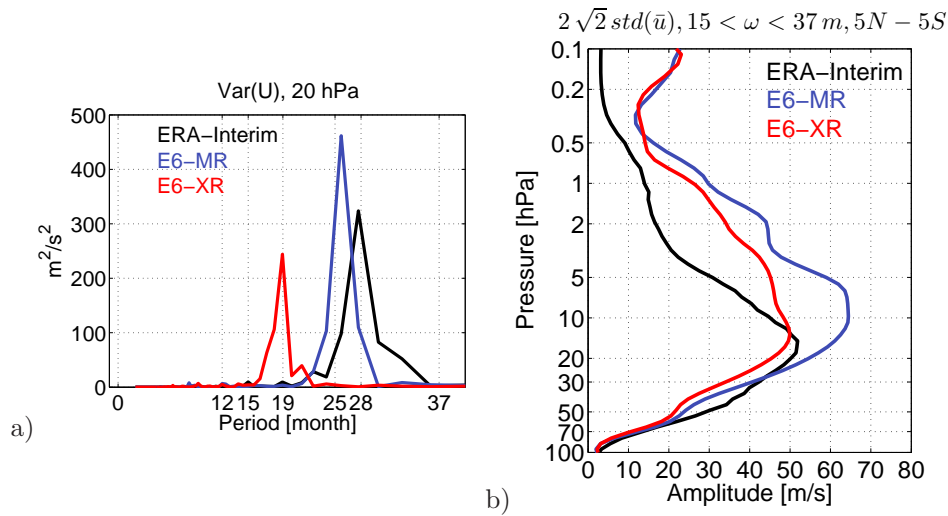 Var(U), 20 hPa
500
400
300
200
100
0
m²/s²
ERA−Interim
E6−MR
E6−XR
0 12 15 19 25 28 37
Period [month]
a)
2 √2 std(ū), 15 < ω < 37 m, 5N − 5S
0.1
0.2
0.5
1
2
5
10
20
30
50
70
100
Pressure [hPa]
ERA−Interim
E6−MR
E6−XR
0 10 20 30 40 50 60 70 80
Amplitude [m/s]
b)